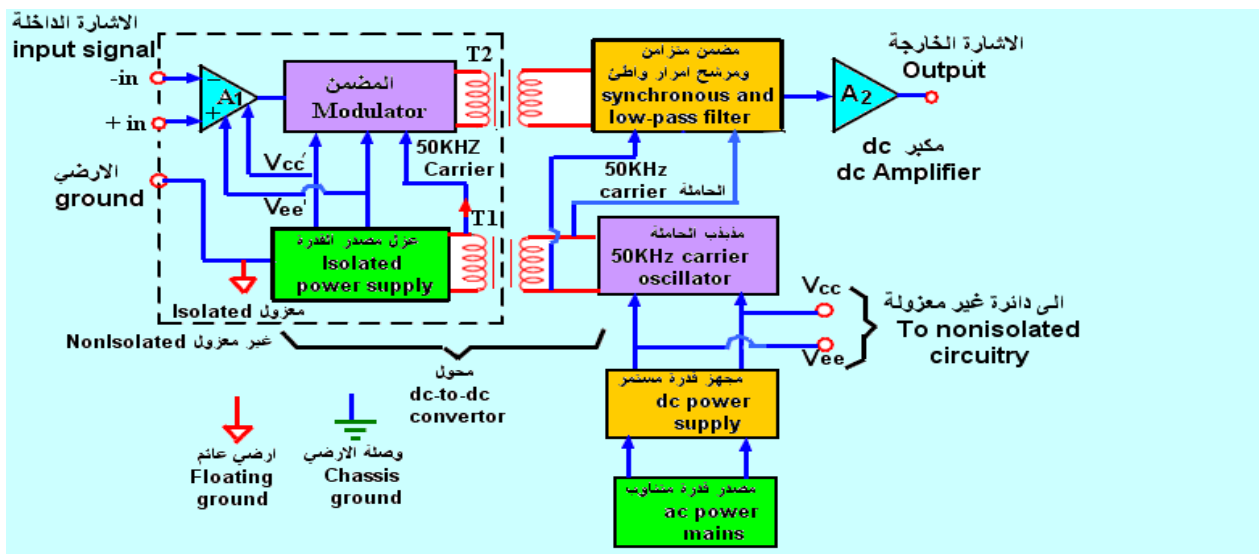 الاشارة الداخلة
input signal
-in
+ in
الارضي
ground
−
+
A1
المضمن
Modulator
T2
Vcc'
Vee'
50KHZ
Carrier
T1
عزل مصدر القدرة
Isolated
power supply
معزول Isolated
غير معزول NonIsolated
محول
dc-to-dc
convertor
مضمن متزامن
ومرشح امرار واطئ
synchronous and
low-pass filter
A2
الاشارة الخارجة
Output
مكبر dc
dc Amplifier
50KHz
carrier
الحاملة
مذبذب الحاملة
50KHz carrier
oscillator
Vcc
Vee
الى دائرة غير معزولة
To nonisolated
circuitry
مجهز قدرة مستمر
dc power
supply
مصدر قدرة متناوب
ac power
mains
ارضي عائم
Floating
ground
وصلة الارضي
Chassis
ground